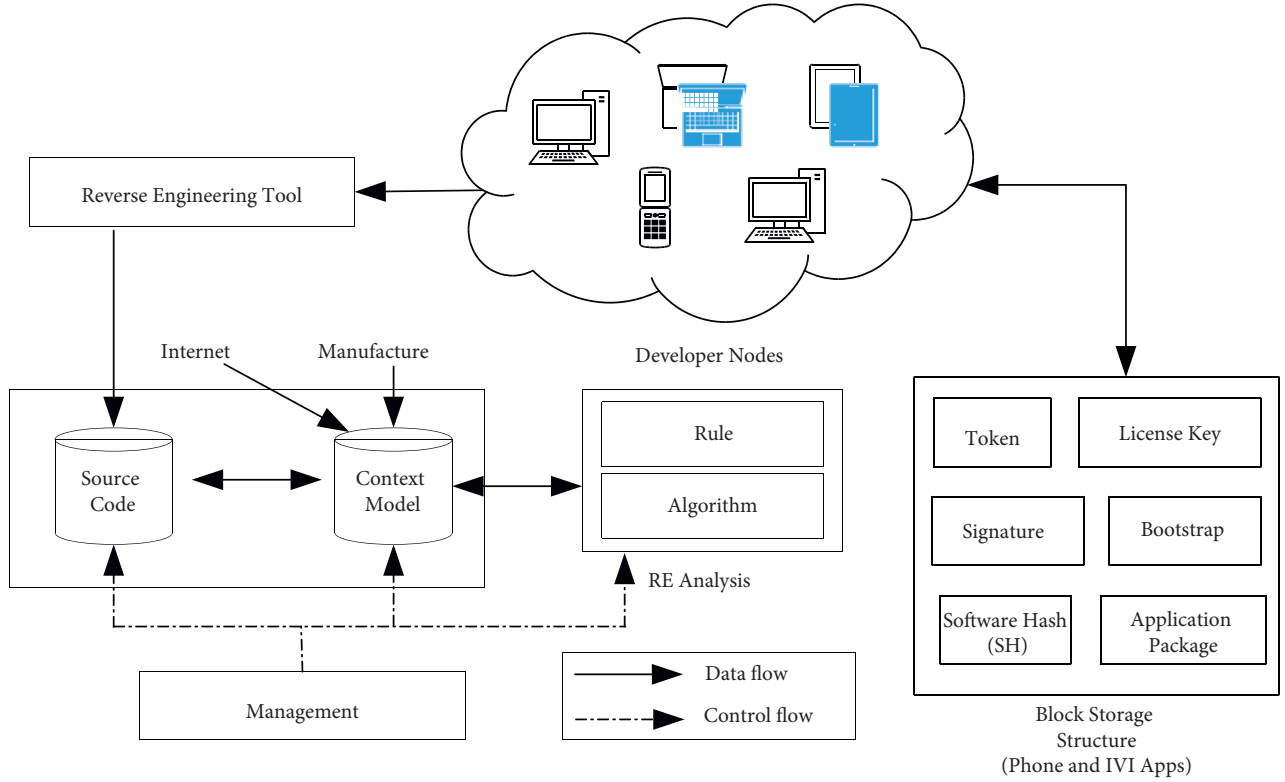 Reverse Engineering Tool
Internet
Manufacture
Developer Nodes
Source
Code
Context
Model
Rule
Algorithm
RE Analysis
Management
Data flow
Control flow
Token
License Key
Signature
Bootstrap
Software Hash
(SH)
Application
Package
Block Storage
Structure
(Phone and IVI Apps)